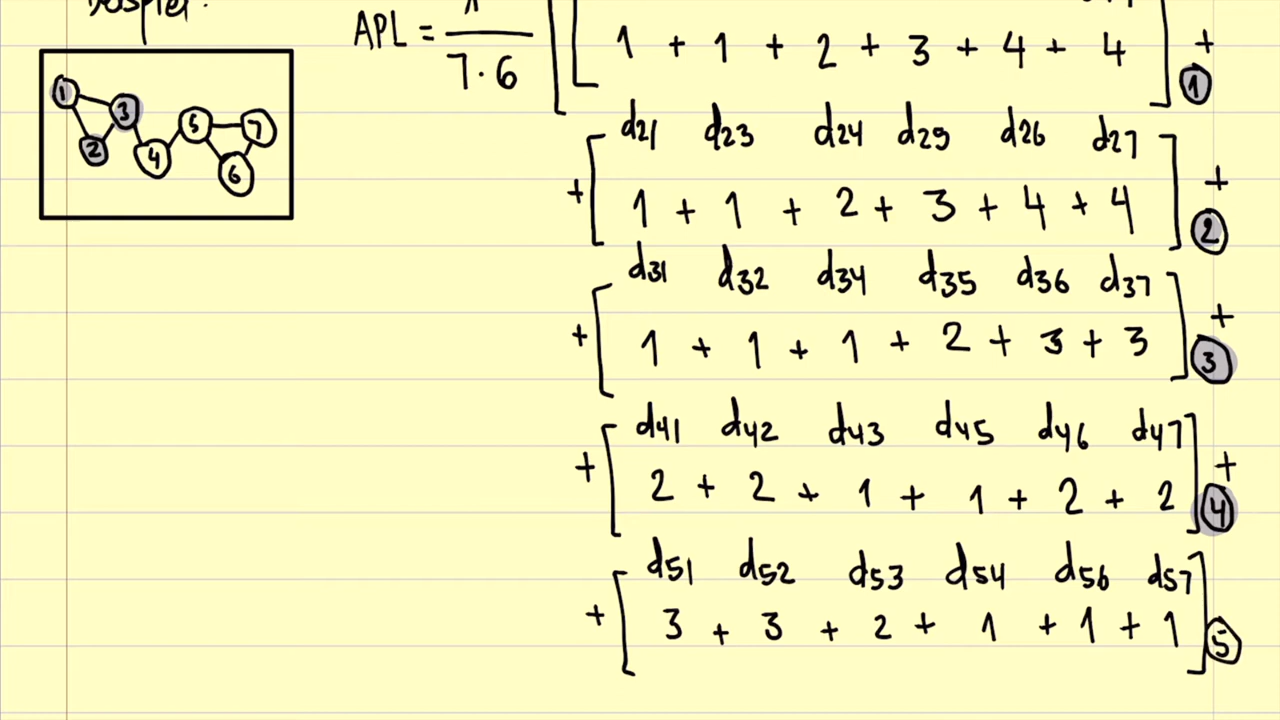 Beispiel:
APL = 1 / 7·6 [ [ 1 + 1 + 2 + 3 + 4 + 4 ] + ①
d21 d23 d24 d25 d26 d27
+ [ 1 + 1 + 2 + 3 + 4 + 4 ] + ②
d31 d32 d34 d35 d36 d37
+ [ 1 + 1 + 1 + 2 + 3 + 3 ] + ③
d41 d42 d43 d45 d46 d47
+ [ 2 + 2 + 1 + 1 + 2 + 2 ] + ④
d51 d52 d53 d54 d56 d57
+ [ 3 + 3 + 2 + 1 + 1 + 1 ] ⑤
1 3 5 7
2 4 6